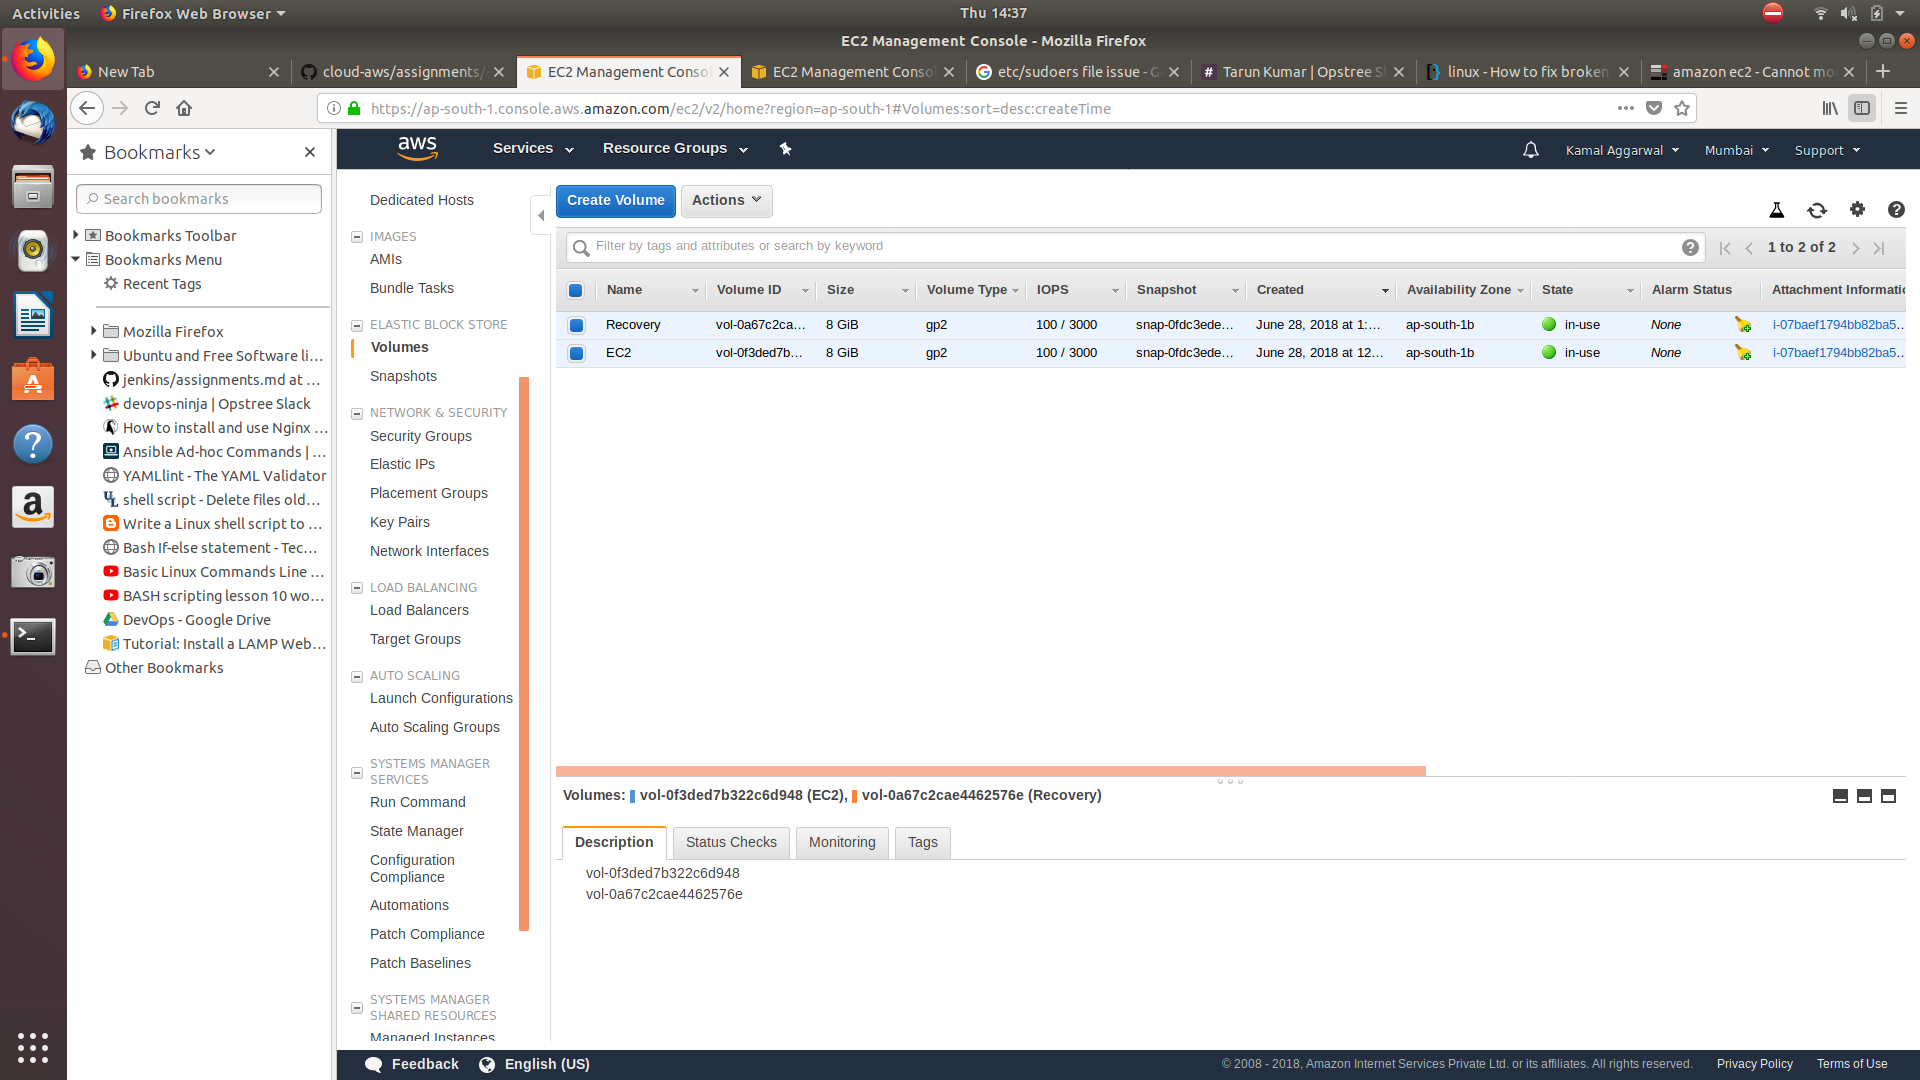 Activities
Firefox Web Browser
Thu 14:37
EC2 Management Console - Mozilla Firefox
New Tab
cloud-aws/assignments/
EC2 Management Consol
EC2 Management Consol
etc/sudoers file issue - G
Tarun Kumar | Opstree Sl
linux - How to fix broken
amazon ec2 - Cannot mo
https://ap-south-1.console.aws.amazon.com/ec2/v2/home?region=ap-south-1#Volumes:sort=desc:createTime
Bookmarks
Search bookmarks
Bookmarks Toolbar
Bookmarks Menu
Recent Tags
Mozilla Firefox
Ubuntu and Free Software li…
jenkins/assignments.md at …
devops-ninja | Opstree Slack
How to install and use Nginx …
Ansible Ad-hoc Commands | …
YAMLlint - The YAML Validator
shell script - Delete files old…
Write a Linux shell script to …
Bash If-else statement - Tec…
Basic Linux Commands Line …
BASH scripting lesson 10 wo…
DevOps - Google Drive
Tutorial: Install a LAMP Web…
Other Bookmarks
aws
Services
Resource Groups
Kamal Aggarwal
Mumbai
Support
Dedicated Hosts
IMAGES
AMIs
Bundle Tasks
ELASTIC BLOCK STORE
Volumes
Snapshots
NETWORK & SECURITY
Security Groups
Elastic IPs
Placement Groups
Key Pairs
Network Interfaces
LOAD BALANCING
Load Balancers
Target Groups
AUTO SCALING
Launch Configurations
Auto Scaling Groups
SYSTEMS MANAGER
SERVICES
Run Command
State Manager
Configuration
Compliance
Automations
Patch Compliance
Patch Baselines
SYSTEMS MANAGER
SHARED RESOURCES
Managed Instances
Create Volume
Actions
Filter by tags and attributes or search by keyword
1 to 2 of 2
Name Volume ID Size Volume Type IOPS Snapshot Created Availability Zone State Alarm Status Attachment Informatio
Recovery vol-0a67c2ca... 8 GiB gp2 100 / 3000 snap-0fdc3ede... June 28, 2018 at 1:... ap-south-1b in-use None i-07baef1794bb82ba5...
EC2 vol-0f3ded7b... 8 GiB gp2 100 / 3000 snap-0fdc3ede... June 28, 2018 at 12... ap-south-1b in-use None i-07baef1794bb82ba5...
Volumes: vol-0f3ded7b322c6d948 (EC2), vol-0a67c2cae4462576e (Recovery)
Description
Status Checks
Monitoring
Tags
vol-0f3ded7b322c6d948
vol-0a67c2cae4462576e
Feedback
English (US)
© 2008 - 2018, Amazon Internet Services Private Ltd. or its affiliates. All rights reserved.
Privacy Policy
Terms of Use